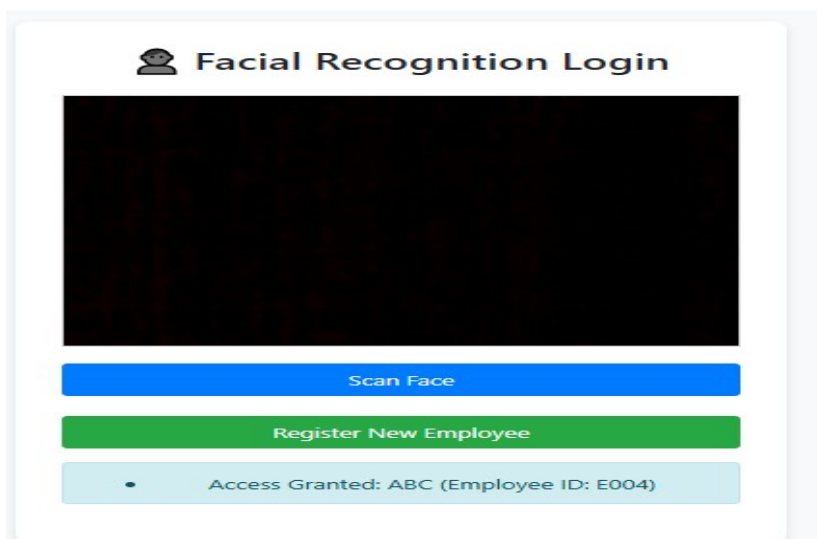 Facial Recognition Login
Scan Face
Register New Employee
• Access Granted: ABC (Employee ID: E004)